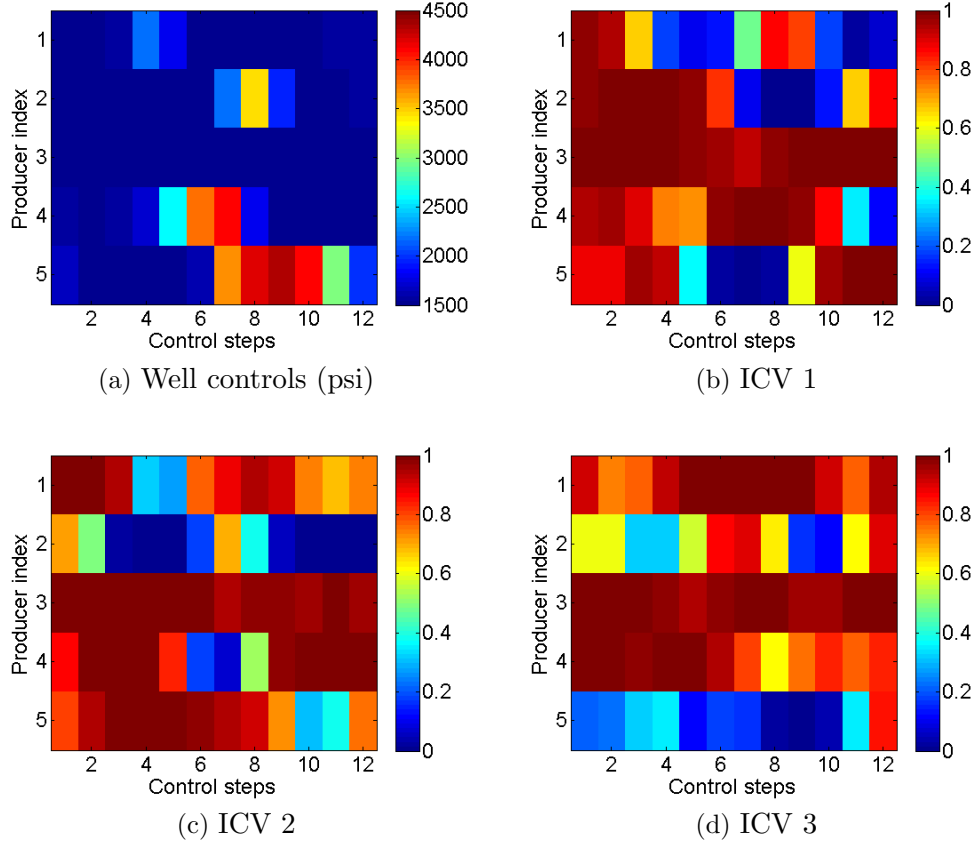 4500
4000
3500
3000
2500
2000
1500
1
2
3
4
5
Producer index
2 4 6 8 10 12
Control steps
(a) Well controls (psi)
1
0.8
0.6
0.4
0.2
0
1
2
3
4
5
Producer index
2 4 6 8 10 12
Control steps
(b) ICV 1
1
0.8
0.6
0.4
0.2
0
1
2
3
4
5
Producer index
2 4 6 8 10 12
Control steps
(c) ICV 2
1
0.8
0.6
0.4
0.2
0
1
2
3
4
5
Producer index
2 4 6 8 10 12
Control steps
(d) ICV 3